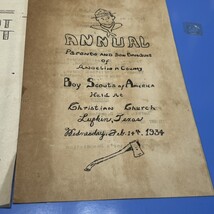 ANNUAL
PARENTS AND SON BANQUET
OF
ANGELINA COUNTY
Boy Scouts of America
Held At
Christian Church
Lufkin, Texas
Wednesday, Feb. 14th, 1934